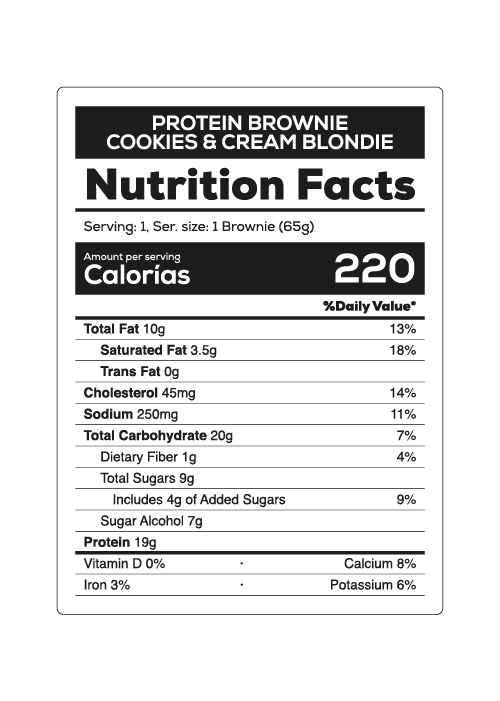 PROTEIN BROWNIE
COOKIES & CREAM BLONDIE
Nutrition Facts
Serving: 1, Ser. size: 1 Brownie (65g)
Amount per serving
Calorías 220
%Daily Value*
Total Fat 10g 13%
Saturated Fat 3.5g 18%
Trans Fat 0g
Cholesterol 45mg 14%
Sodium 250mg 11%
Total Carbohydrate 20g 7%
Dietary Fiber 1g 4%
Total Sugars 9g
Includes 4g of Added Sugars 9%
Sugar Alcohol 7g
Protein 19g
Vitamin D 0% · Calcium 8%
Iron 3% · Potassium 6%